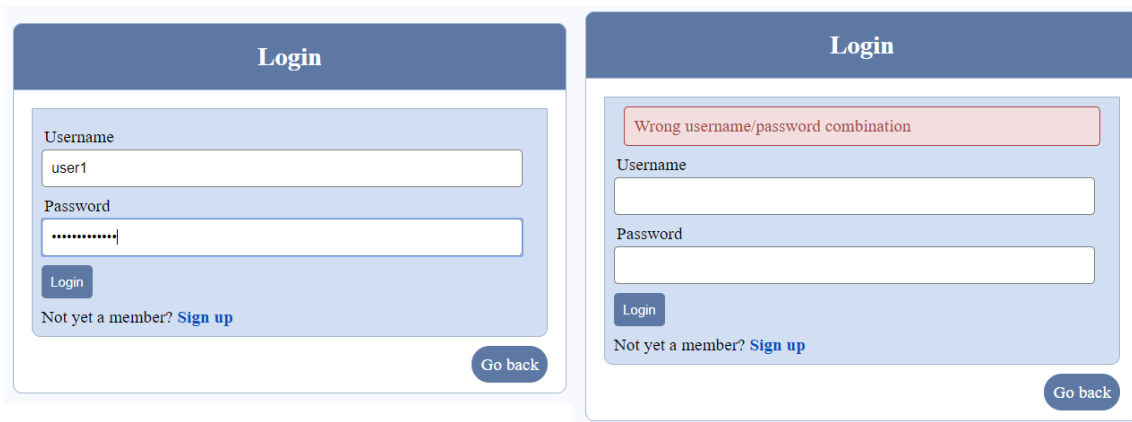 Login
Username
user1
Password
•••••••••••••
Login
Not yet a member? Sign up
Go back
Login
Wrong username/password combination
Username
Password
Login
Not yet a member? Sign up
Go back